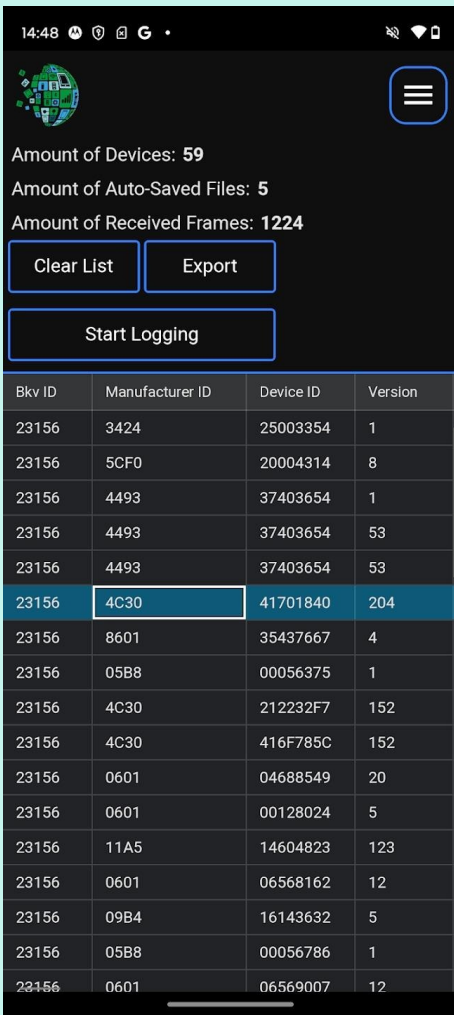 14:48 G
Amount of Devices: 59
Amount of Auto-Saved Files: 5
Amount of Received Frames: 1224
Clear List Export
Start Logging
Bkv ID Manufacturer ID Device ID Version
23156 3424 25003354 1
23156 5CF0 20004314 8
23156 4493 37403654 1
23156 4493 37403654 53
23156 4493 37403654 53
23156 4C30 41701840 204
23156 8601 35437667 4
23156 05B8 00056375 1
23156 4C30 212232F7 152
23156 4C30 416F785C 152
23156 0601 04688549 20
23156 0601 00128024 5
23156 11A5 14604823 123
23156 0601 06568162 12
23156 09B4 16143632 5
23156 05B8 00056786 1
23156 0601 06569007 12